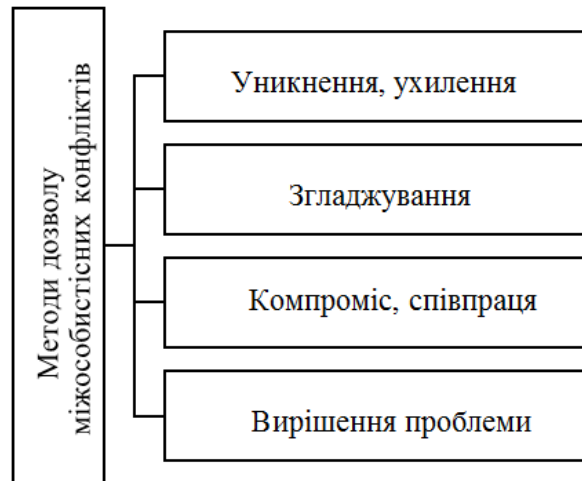 Методи дозволу
міжособистісних конфліктів
Уникнення, ухилення
Згладжування
Компроміс, співпраця
Вирішення проблеми